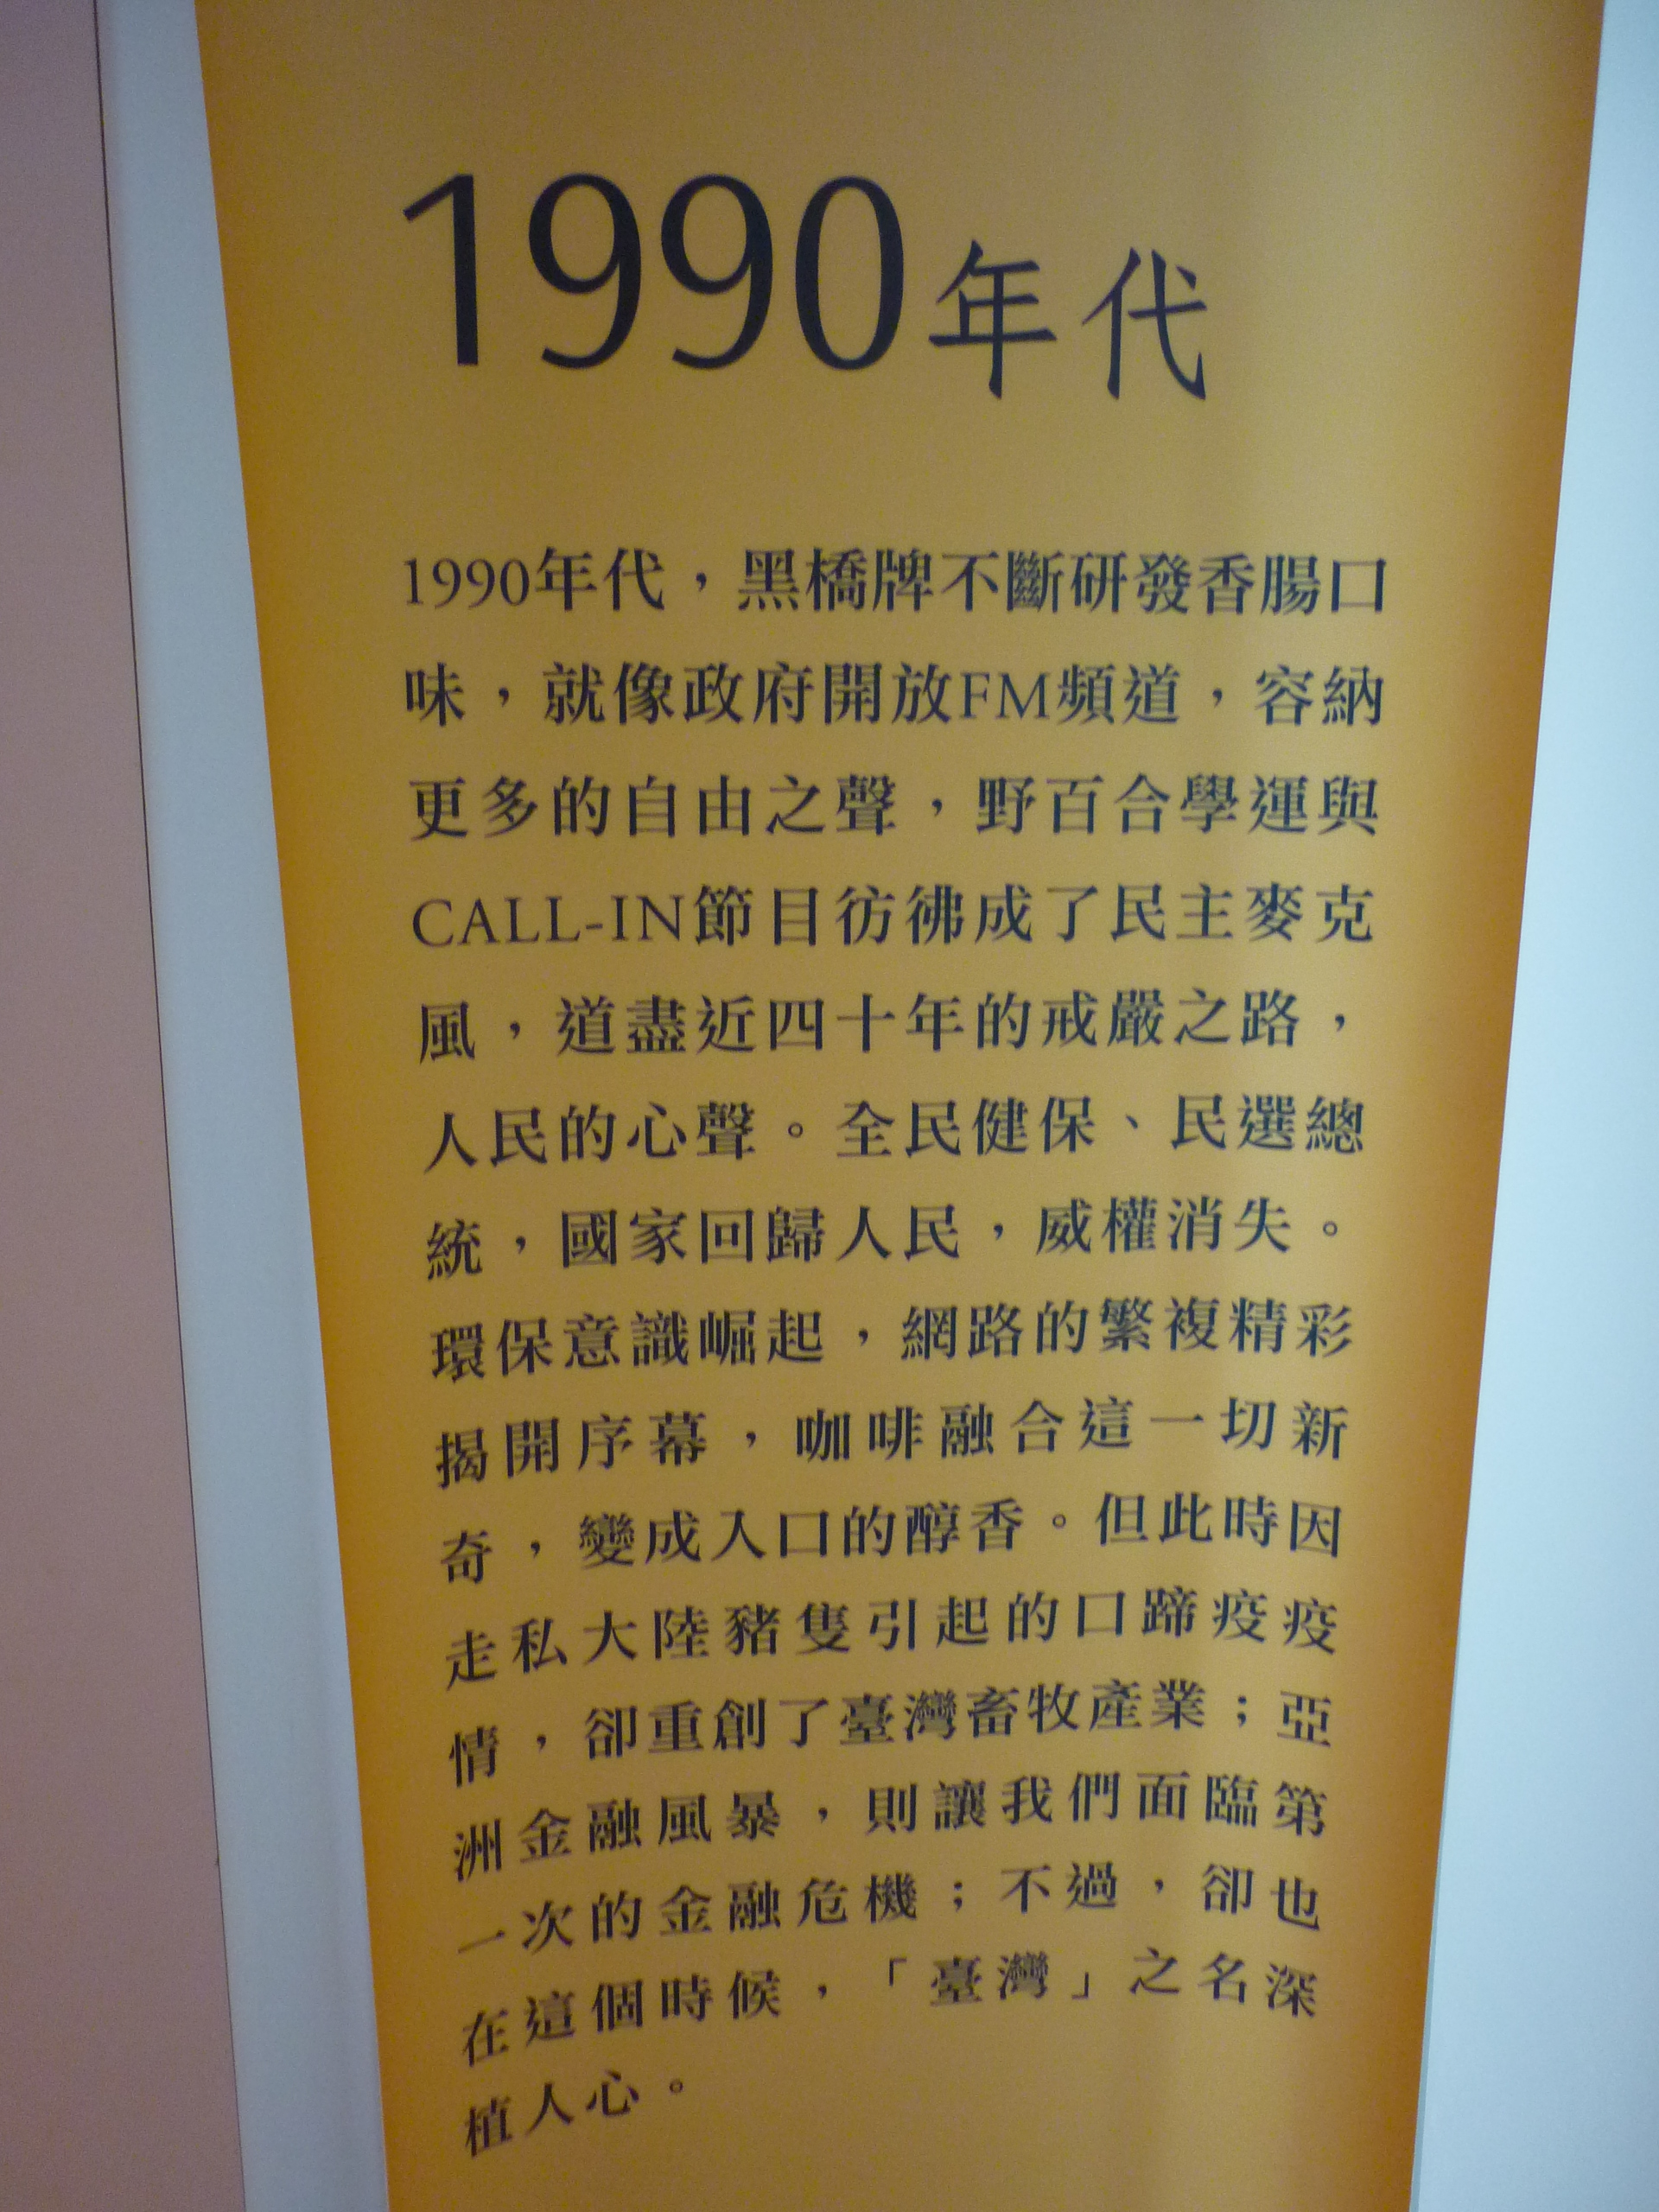 1990年代
1990年代，黑橋牌不斷研發香腸口
味，就像政府開放FM頻道，容納
更多的自由之聲，野百合學運與
CALL-IN節目彷彿成了民主麥克
風，道盡近四十年的戒嚴之路，
人民的心聲。全民健保、民選總
統，國家回歸人民，威權消失。
環保意識崛起，網路的繁複精彩
揭開序幕，咖啡融合這一切新
奇，變成入口的醇香。但此時因
走私大陸豬隻引起的口蹄疫疫
情，卻重創了臺灣畜牧產業；亞
洲金融風暴，則讓我們面臨第
一次的金融危機；不過，卻也
在這個時候，「臺灣」之名深
植人心。